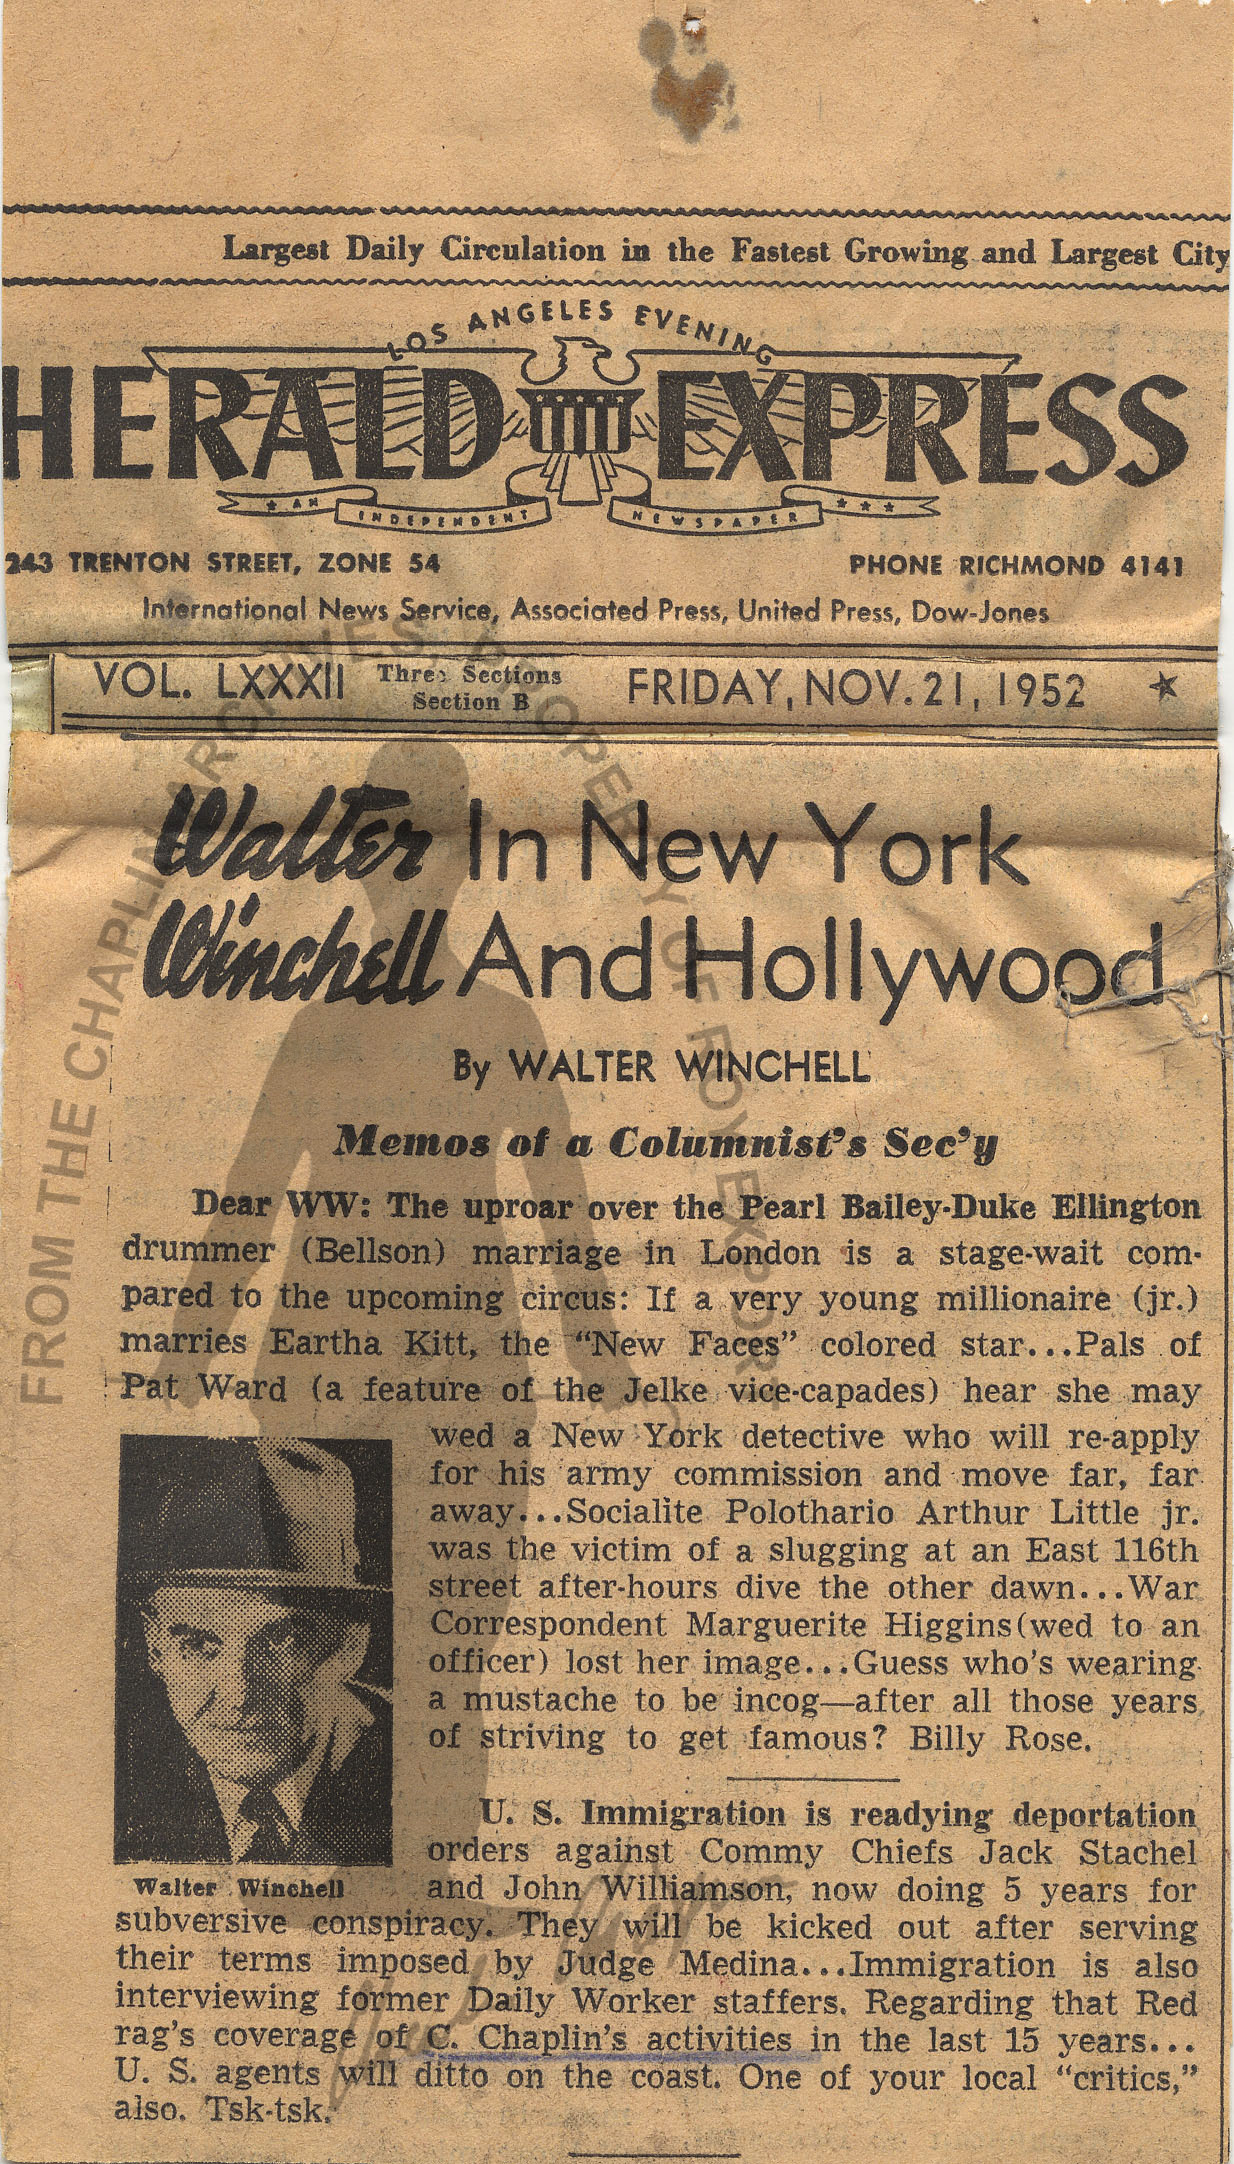 Largest Daily Circulation in the Fastest Growing and Largest City
LOS ANGELES EVENING
HERALD EXPRESS
★ AN INDEPENDENT NEWSPAPER ★ ★ ★
243 TRENTON STREET, ZONE 54 PHONE RICHMOND 4141
International News Service, Associated Press, United Press, Dow-Jones
VOL. LXXXII Three Sections
Section B FRIDAY, NOV. 21, 1952 ★
Walter In New York
Winchell And Hollywood
By WALTER WINCHELL
Memos of a Columnist's Sec'y
Dear WW: The uproar over the Pearl Bailey-Duke Ellington
drummer (Bellson) marriage in London is a stage-wait com-
pared to the upcoming circus: If a very young millionaire (jr.)
marries Eartha Kitt, the “New Faces” colored star...Pals of
Pat Ward (a feature of the Jelke vice-capades) hear she may
wed a New York detective who will re-apply
for his army commission and move far, far
away...Socialite Polothario Arthur Little jr.
was the victim of a slugging at an East 116th
street after-hours dive the other dawn...War
Correspondent Marguerite Higgins(wed to an
officer) lost her image...Guess who's wearing
a mustache to be incog—after all those years
of striving to get famous? Billy Rose.
U. S. Immigration is readying deportation
orders against Commy Chiefs Jack Stachel
Walter Winchell
and John Williamson, now doing 5 years for
subversive conspiracy. They will be kicked out after serving
their terms imposed by Judge Medina...Immigration is also
interviewing former Daily Worker staffers. Regarding that Red
rag's coverage of C. Chaplin's activities in the last 15 years...
U. S. agents will ditto on the coast. One of your local “critics,”
also. Tsk-tsk.
FROM THE CHAPLIN ARCHIVES, PROPERTY OF ROY EXPORT